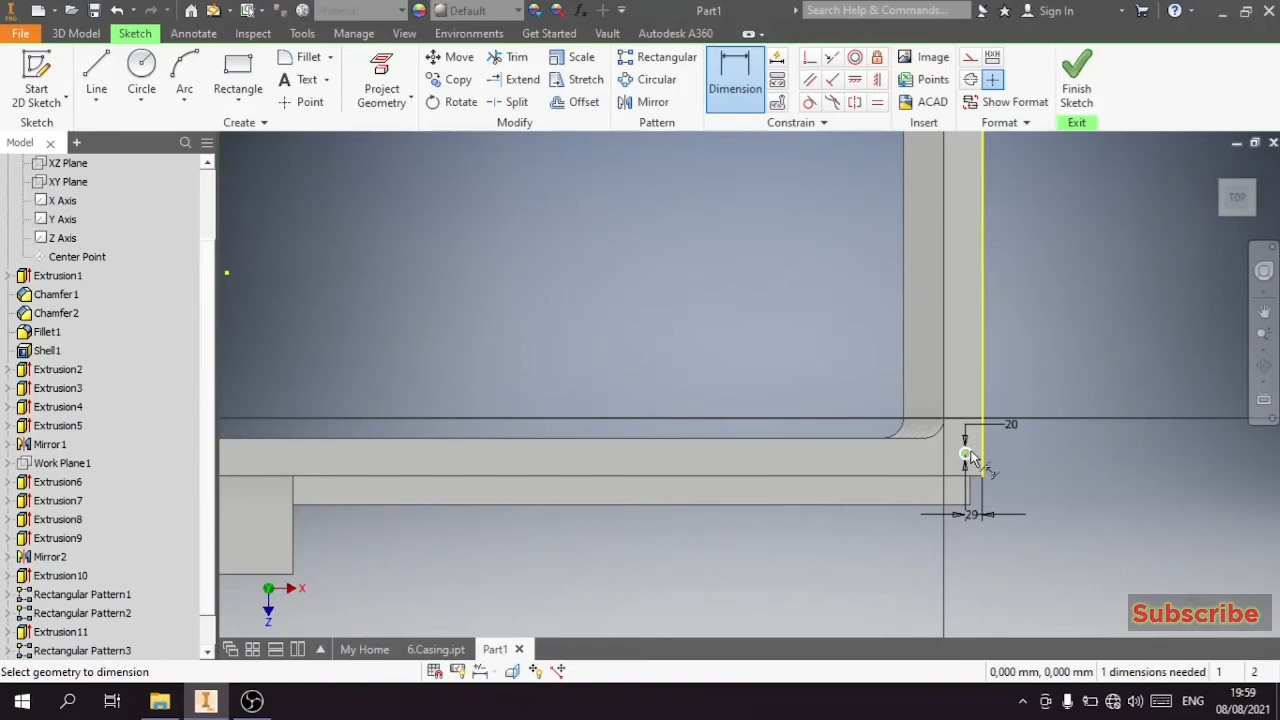 PRO
Material
Default
Part1
Search Help & Commands...
Sign In
File
3D Model
Sketch
Annotate
Inspect
Tools
Manage
View
Environments
Get Started
Vault
Autodesk A360
Start
2D Sketch
Line
Circle
Arc
Rectangle
Fillet
Text
Point
Project
Geometry
Move
Copy
Rotate
Trim
Extend
Split
Scale
Stretch
Offset
Rectangular
Circular
Mirror
Dimension
Image
Points
ACAD
Show Format
Finish
Sketch
Sketch
Create
Modify
Pattern
Constrain
Insert
Format
Exit
Model
XZ Plane
XY Plane
X Axis
Y Axis
Z Axis
Center Point
Extrusion1
Chamfer1
Chamfer2
Fillet1
Shell1
Extrusion2
Extrusion3
Extrusion4
Extrusion5
Mirror1
Work Plane1
Extrusion6
Extrusion7
Extrusion8
Extrusion9
Mirror2
Extrusion10
Rectangular Pattern1
Rectangular Pattern2
Extrusion11
Rectangular Pattern3
TOP
20
29
X
Z
Subscribe
My Home
6.Casing.ipt
Part1
Select geometry to dimension
0,000 mm, 0,000 mm
1 dimensions needed
1
2
ENG
19:59
08/08/2021